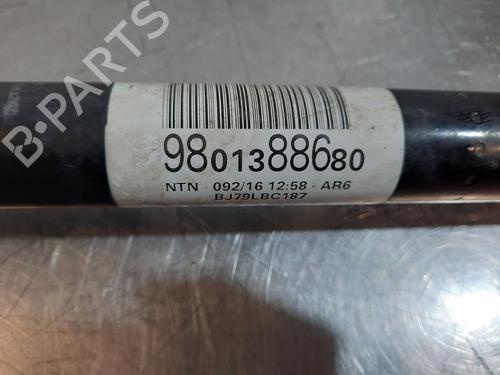 B-PARTS
9801388680
NTN 092/16 12:58 - AR6
BJ79LBC187